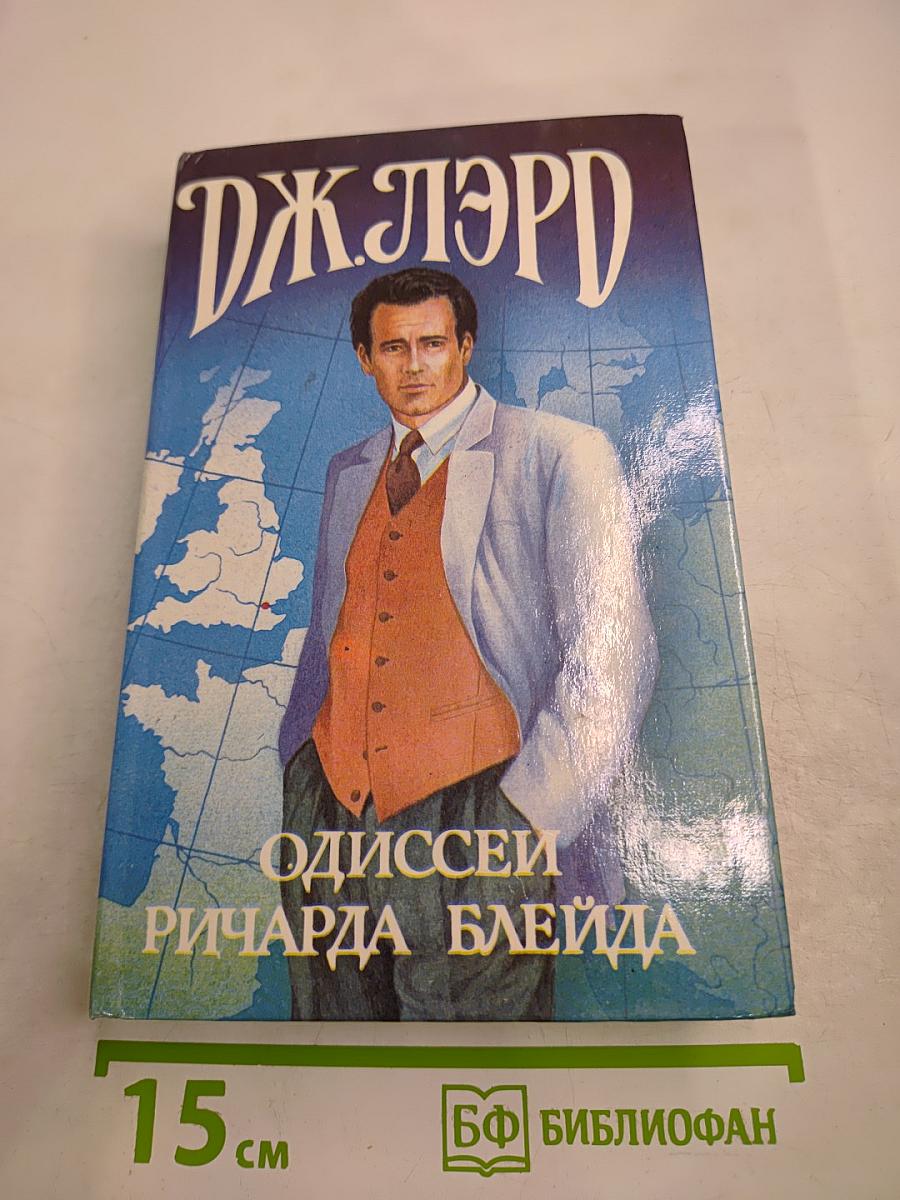 ДЖ.ЛЭРД
ОДИССЕИ
РИЧАРДА БЛЕЙДА
15 см
БФ БИБЛИОФАН